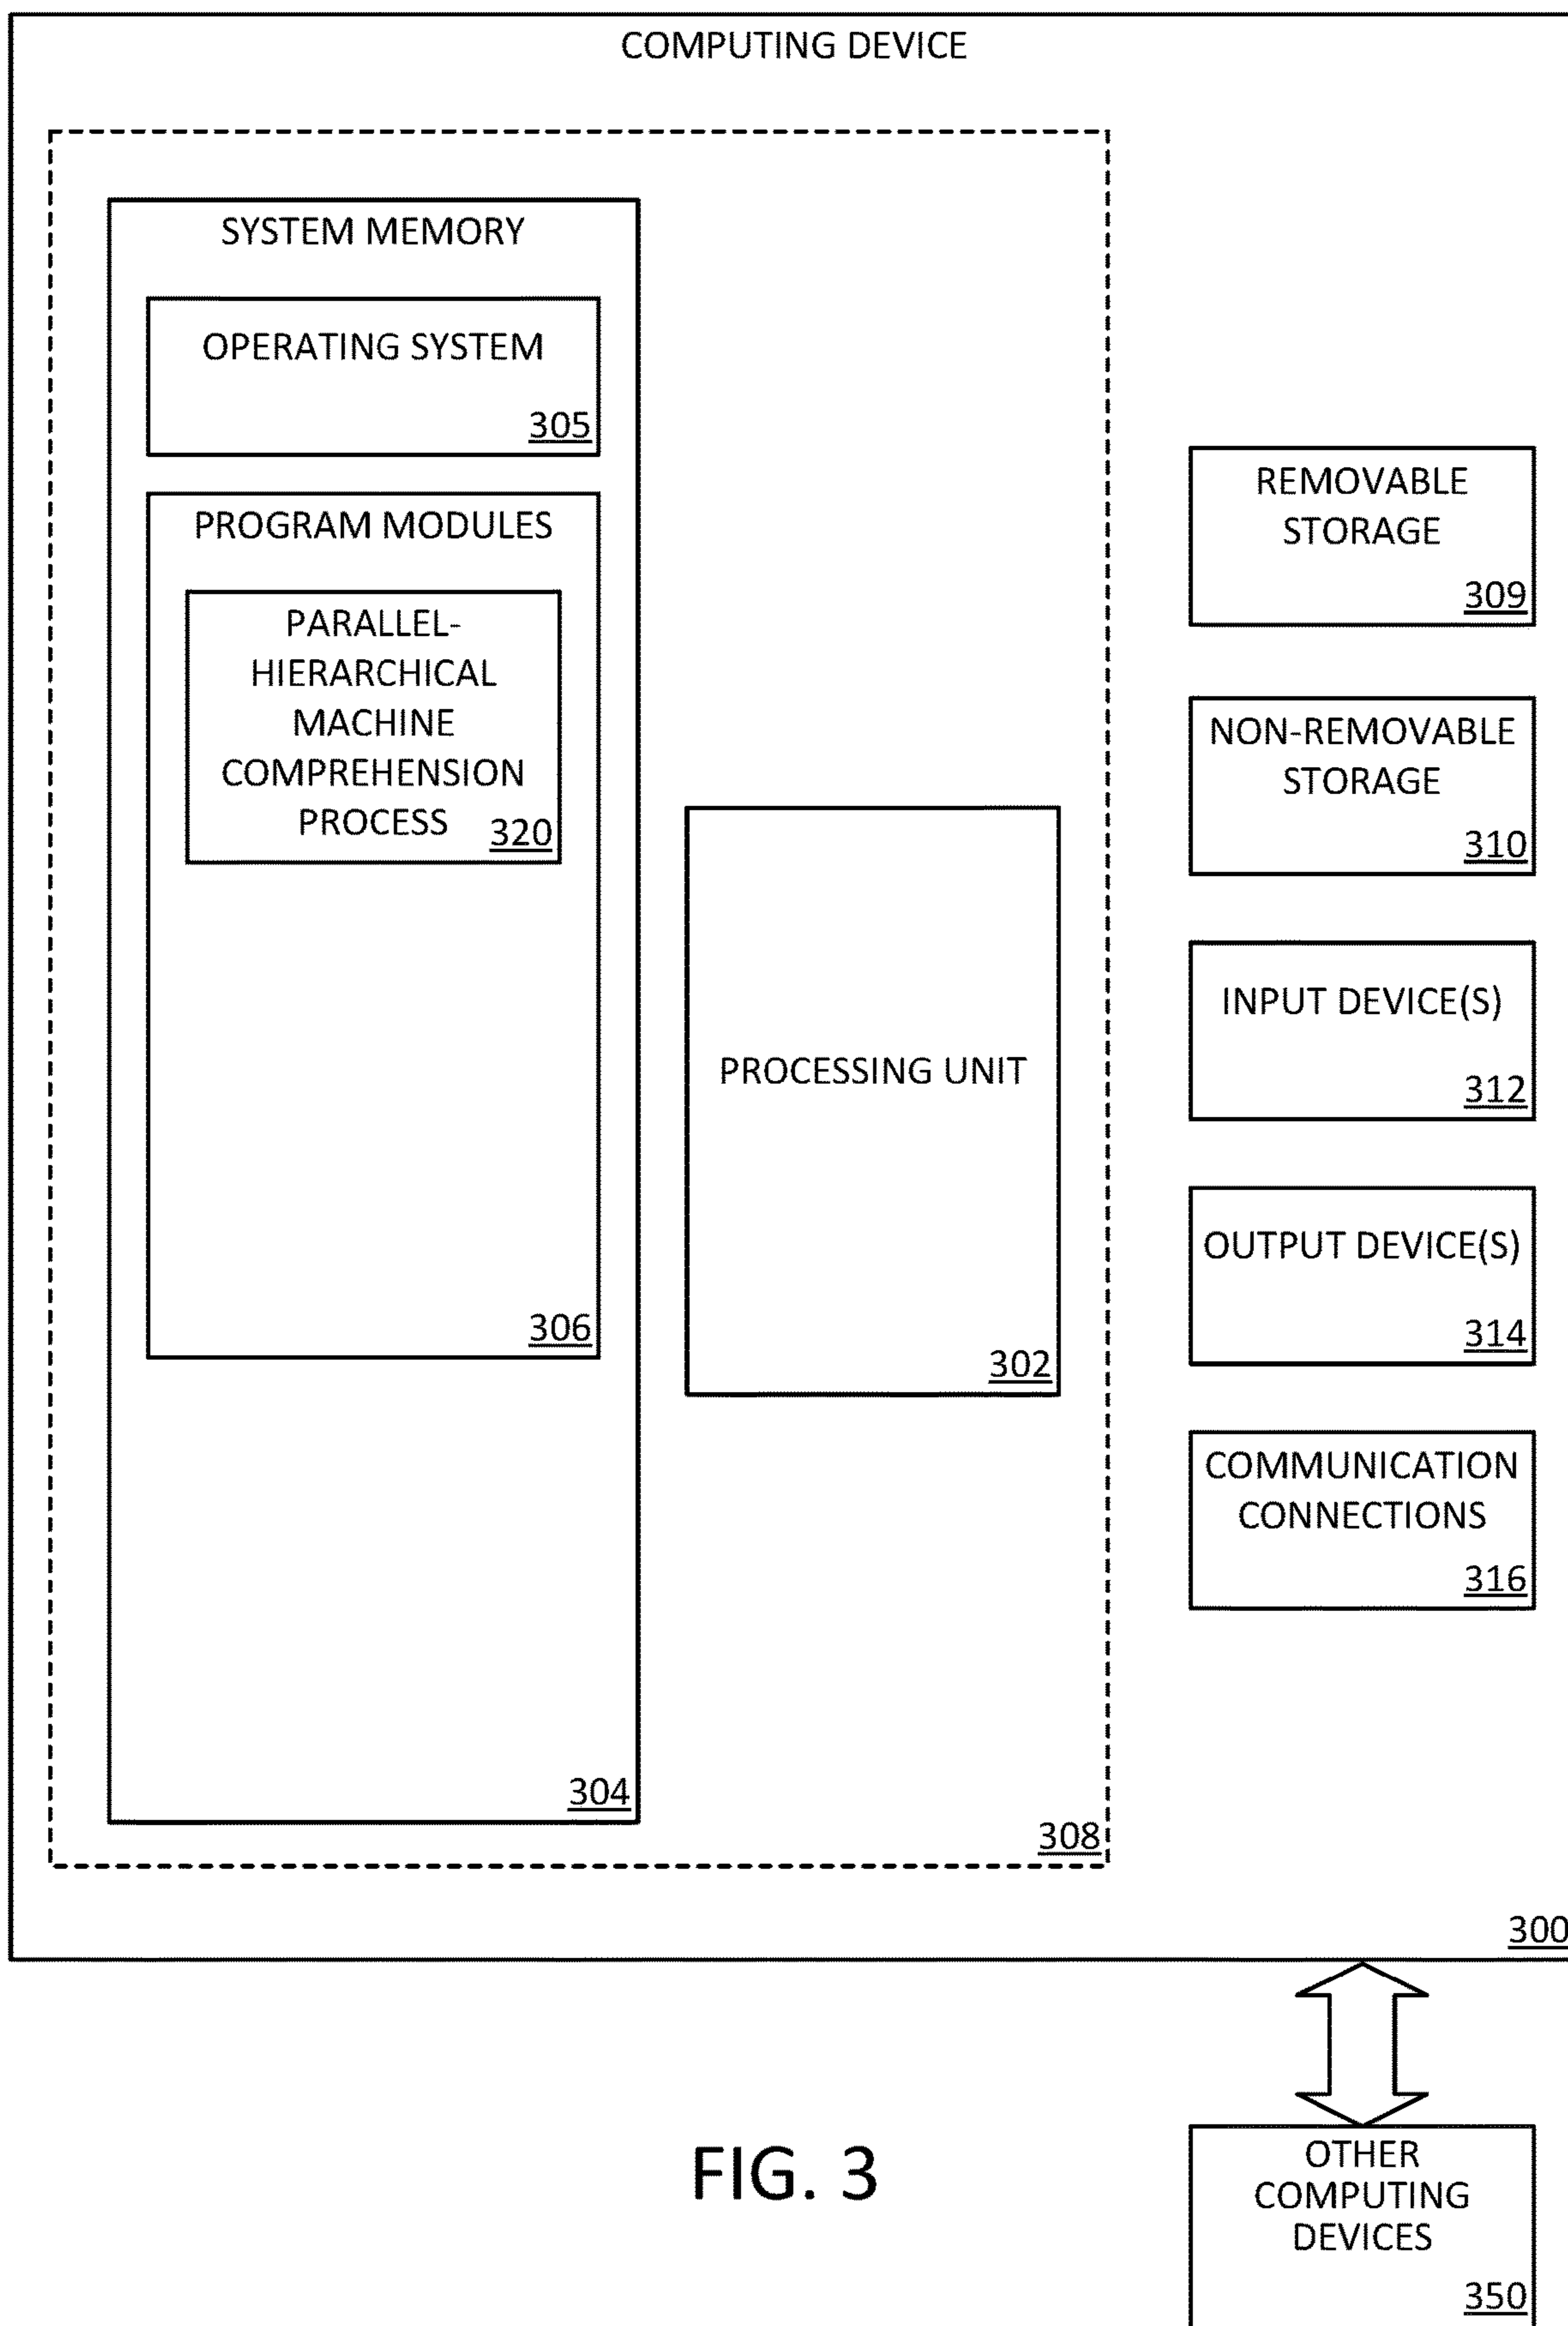 COMPUTING DEVICE
SYSTEM MEMORY
OPERATING SYSTEM
305
PROGRAM MODULES
PARALLEL-
HIERARCHICAL
MACHINE
COMPREHENSION
PROCESS
320
306
304
PROCESSING UNIT
302
308
REMOVABLE
STORAGE
309
NON-REMOVABLE
STORAGE
310
INPUT DEVICE(S)
312
OUTPUT DEVICE(S)
314
COMMUNICATION
CONNECTIONS
316
300
OTHER
COMPUTING
DEVICES
350
FIG. 3